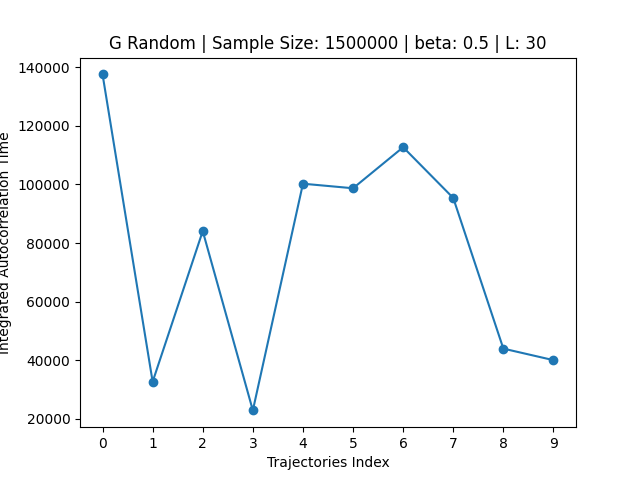 G Random | Sample Size: 1500000 | beta: 0.5 | L: 30
Integrated Autocorrelation Time
140000
120000
100000
80000
60000
40000
20000
0 1 2 3 4 5 6 7 8 9
Trajectories Index